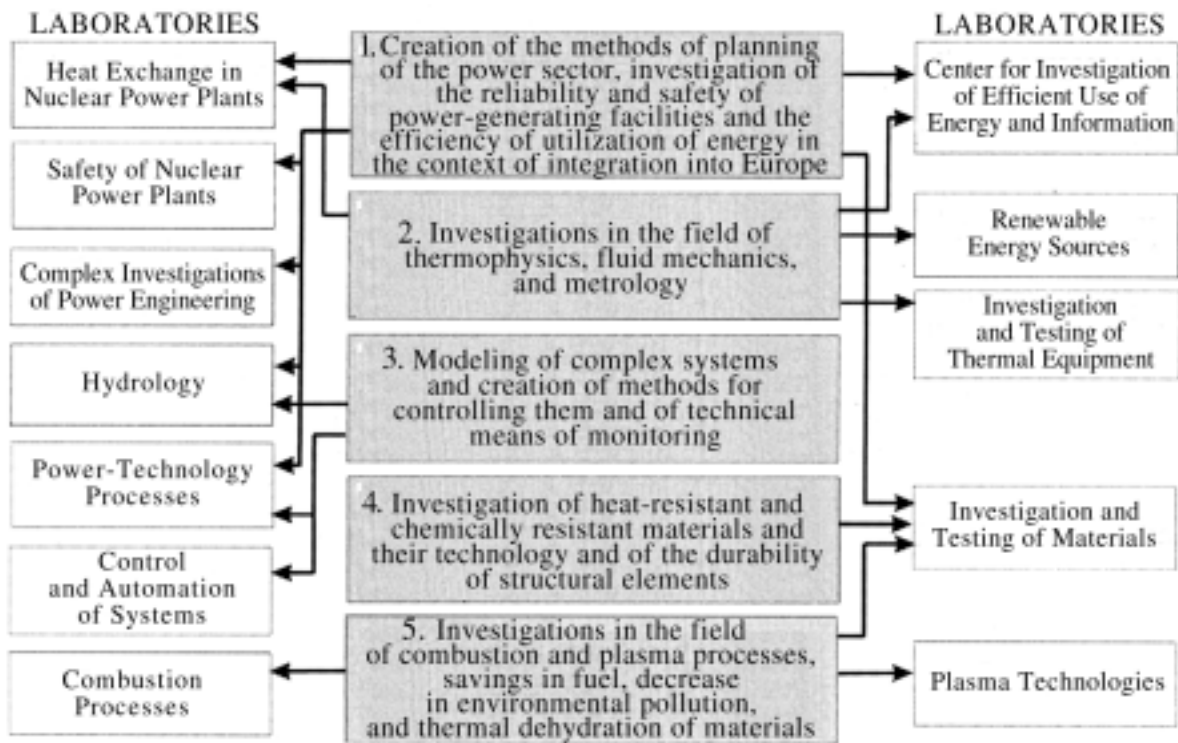 LABORATORIES
Heat Exchange in
Nuclear Power Plants
Safety of Nuclear
Power Plants
Complex Investigations
of Power Engineering
Hydrology
Power-Technology
Processes
Control
and Automation
of Systems
Combustion
Processes
1. Creation of the methods of planning
of the power sector, investigation of
the reliability and safety of
power-generating facilities and the
efficiency of utilization of energy in
the context of integration into Europe
2. Investigations in the field of
thermophysics, fluid mechanics,
and metrology
3. Modeling of complex systems
and creation of methods for
controlling them and of technical
means of monitoring
4. Investigation of heat-resistant and
chemically resistant materials and
their technology and of the durability
of structural elements
5. Investigations in the field
of combustion and plasma processes,
savings in fuel, decrease
in environmental pollution,
and thermal dehydration of materials
LABORATORIES
Center for Investigation
of Efficient Use of
Energy and Information
Renewable
Energy Sources
Investigation
and Testing of
Thermal Equipment
Investigation and
Testing of Materials
Plasma Technologies